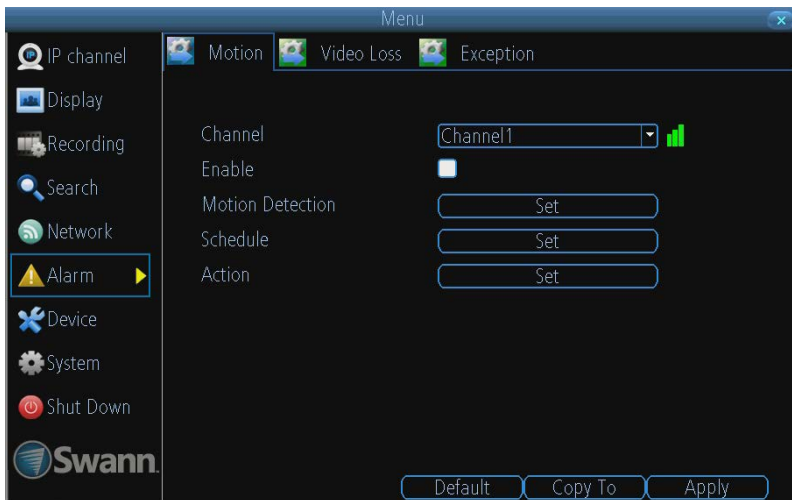 Menu
IP channel
Display
Recording
Search
Network
Alarm
Device
System
Shut Down
Swann
Motion Video Loss Exception
Channel Channel1
Enable
Motion Detection Set
Schedule Set
Action Set
Default Copy To Apply